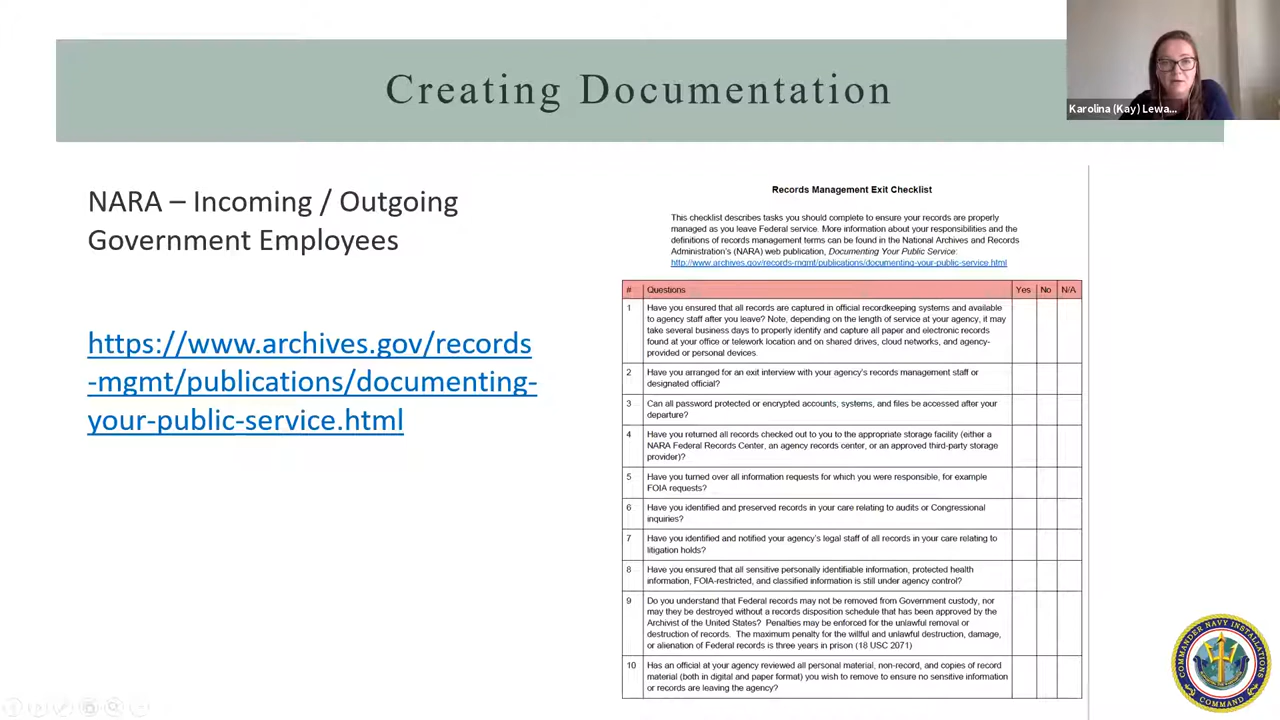 Creating Documentation
Karolina (Kay) Lewa...
NARA – Incoming / Outgoing
Government Employees
https://www.archives.gov/records
-mgmt/publications/documenting-
your-public-service.html
Records Management Exit Checklist
This checklist describes tasks you should complete to ensure your records are properly
managed as you leave Federal service. More information about your responsibilities and the
definitions of records management terms can be found in the National Archives and Records
Administration's (NARA) web publication, Documenting Your Public Service:
http://www.archives.gov/records-mgmt/publications/documenting-your-public-service.html
# Questions Yes No N/A
1 Have you ensured that all records are captured in official recordkeeping systems and available
to agency staff after you leave? Note, depending on the length of service at your agency, it may
take several business days to properly identify and capture all paper and electronic records
found at your office or telework location and on shared drives, cloud networks, and agency-
provided or personal devices.
2 Have you arranged for an exit interview with your agency's records management staff or
designated official?
3 Can all password protected or encrypted accounts, systems, and files be accessed after your
departure?
4 Have you returned all records checked out to you to the appropriate storage facility (either a
NARA Federal Records Center, an agency records center, or an approved third-party storage
provider)?
5 Have you turned over all information requests for which you were responsible, for example
FOIA requests?
6 Have you identified and preserved records in your care relating to audits or Congressional
inquiries?
7 Have you identified and notified your agency's legal staff of all records in your care relating to
litigation holds?
8 Have you ensured that all sensitive personally identifiable information, protected health
information, FOIA-restricted, and classified information is still under agency control?
9 Do you understand that Federal records may not be removed from Government custody, nor
may they be destroyed without a records disposition schedule that has been approved by the
Archivist of the United States? Penalties may be enforced for the unlawful removal or
destruction of records. The maximum penalty for the willful and unlawful destruction, damage,
or alienation of Federal records is three years in prison (18 USC 2071)
10 Has an official at your agency reviewed all personal material, non-record, and copies of record
material (both in digital and paper format) you wish to remove to ensure no sensitive information
or records are leaving the agency?
COMMANDER NAVY INSTALLATIONS
COMMAND